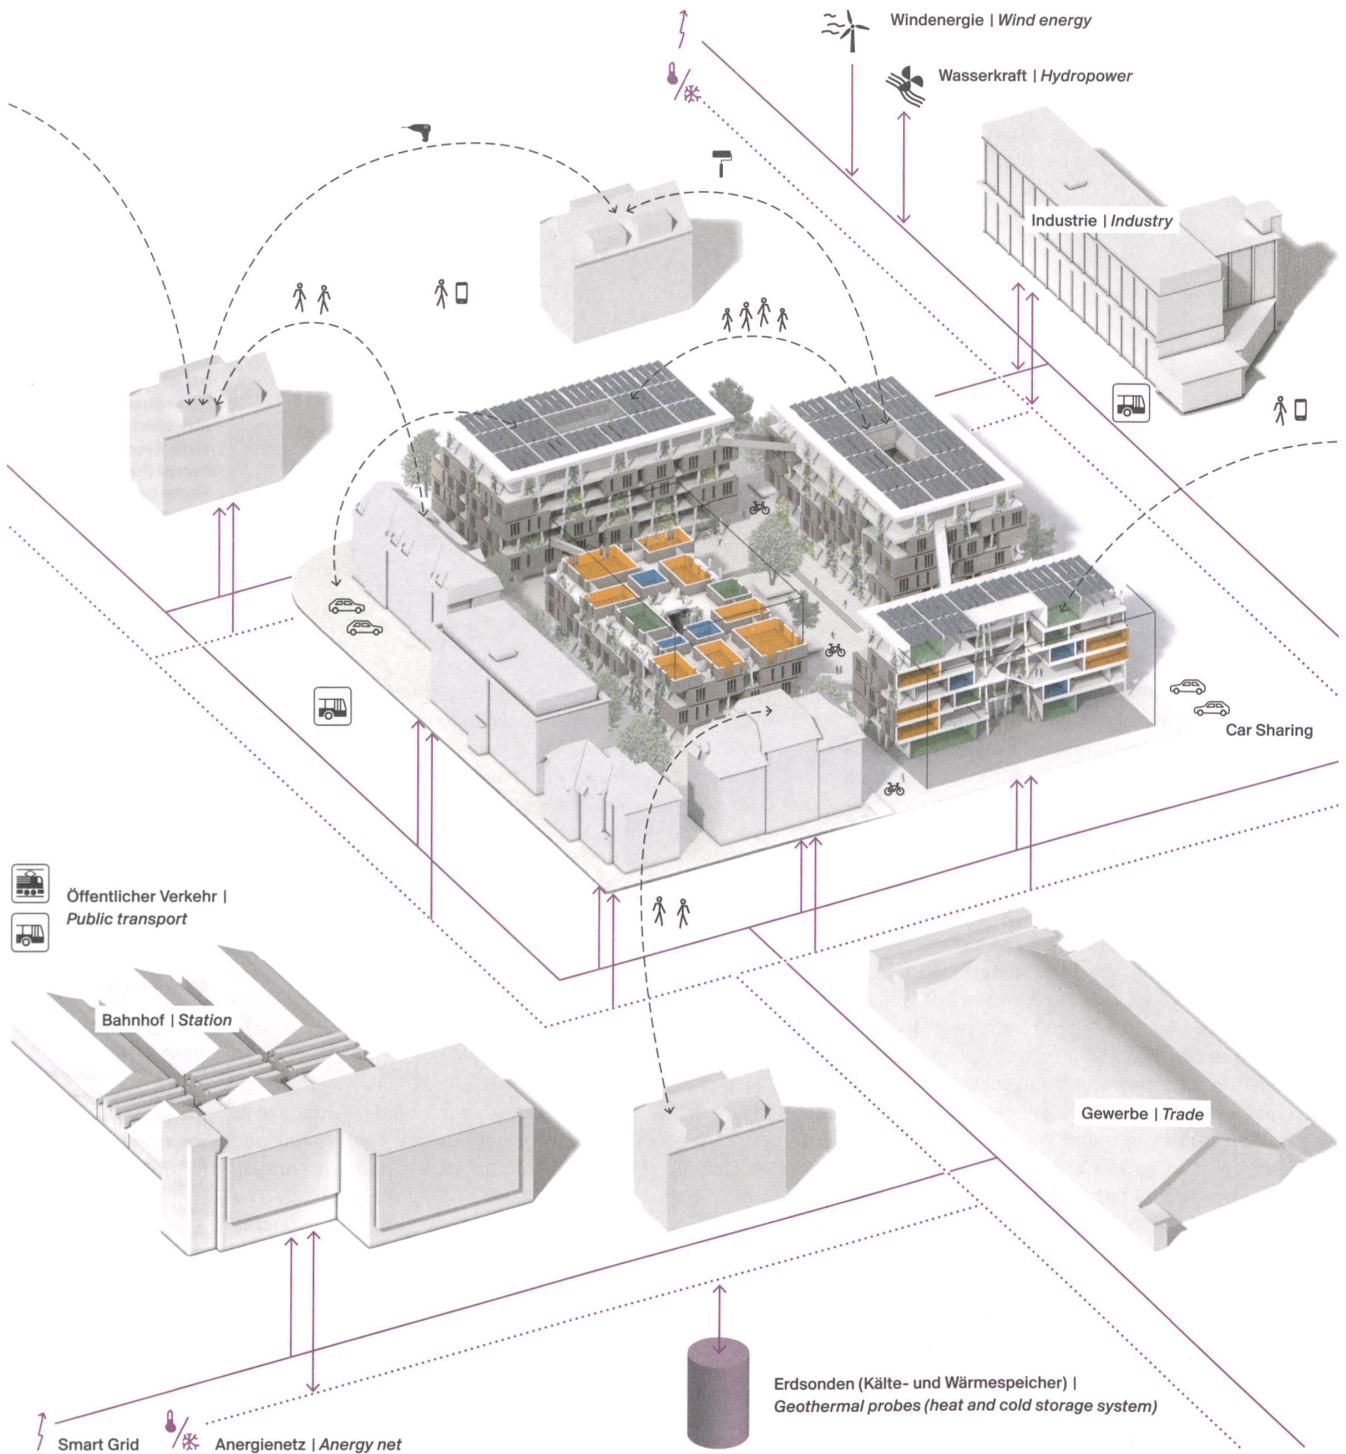 Windenergie | Wind energy
Wasserkraft | Hydropower
Industrie | Industry
Car Sharing
Öffentlicher Verkehr |
Public transport
Bahnhof | Station
Gewerbe | Trade
Erdsonden (Kälte- und Wärmespeicher) |
Geothermal probes (heat and cold storage system)
Smart Grid
Anergienetz | Anergy net